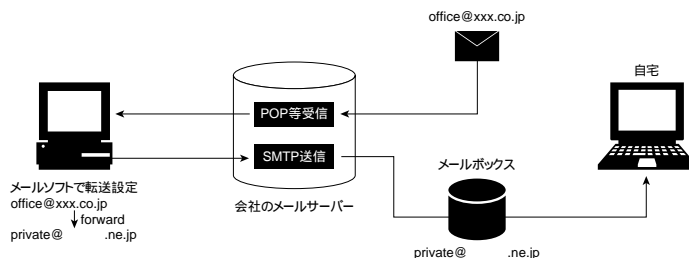 office@xxx.co.jp
自宅
POP等受信
SMTP送信
メールボックス
メールソフトで転送設定
office@xxx.co.jp
forward
private@ .ne.jp
会社のメールサーバー
private@ .ne.jp